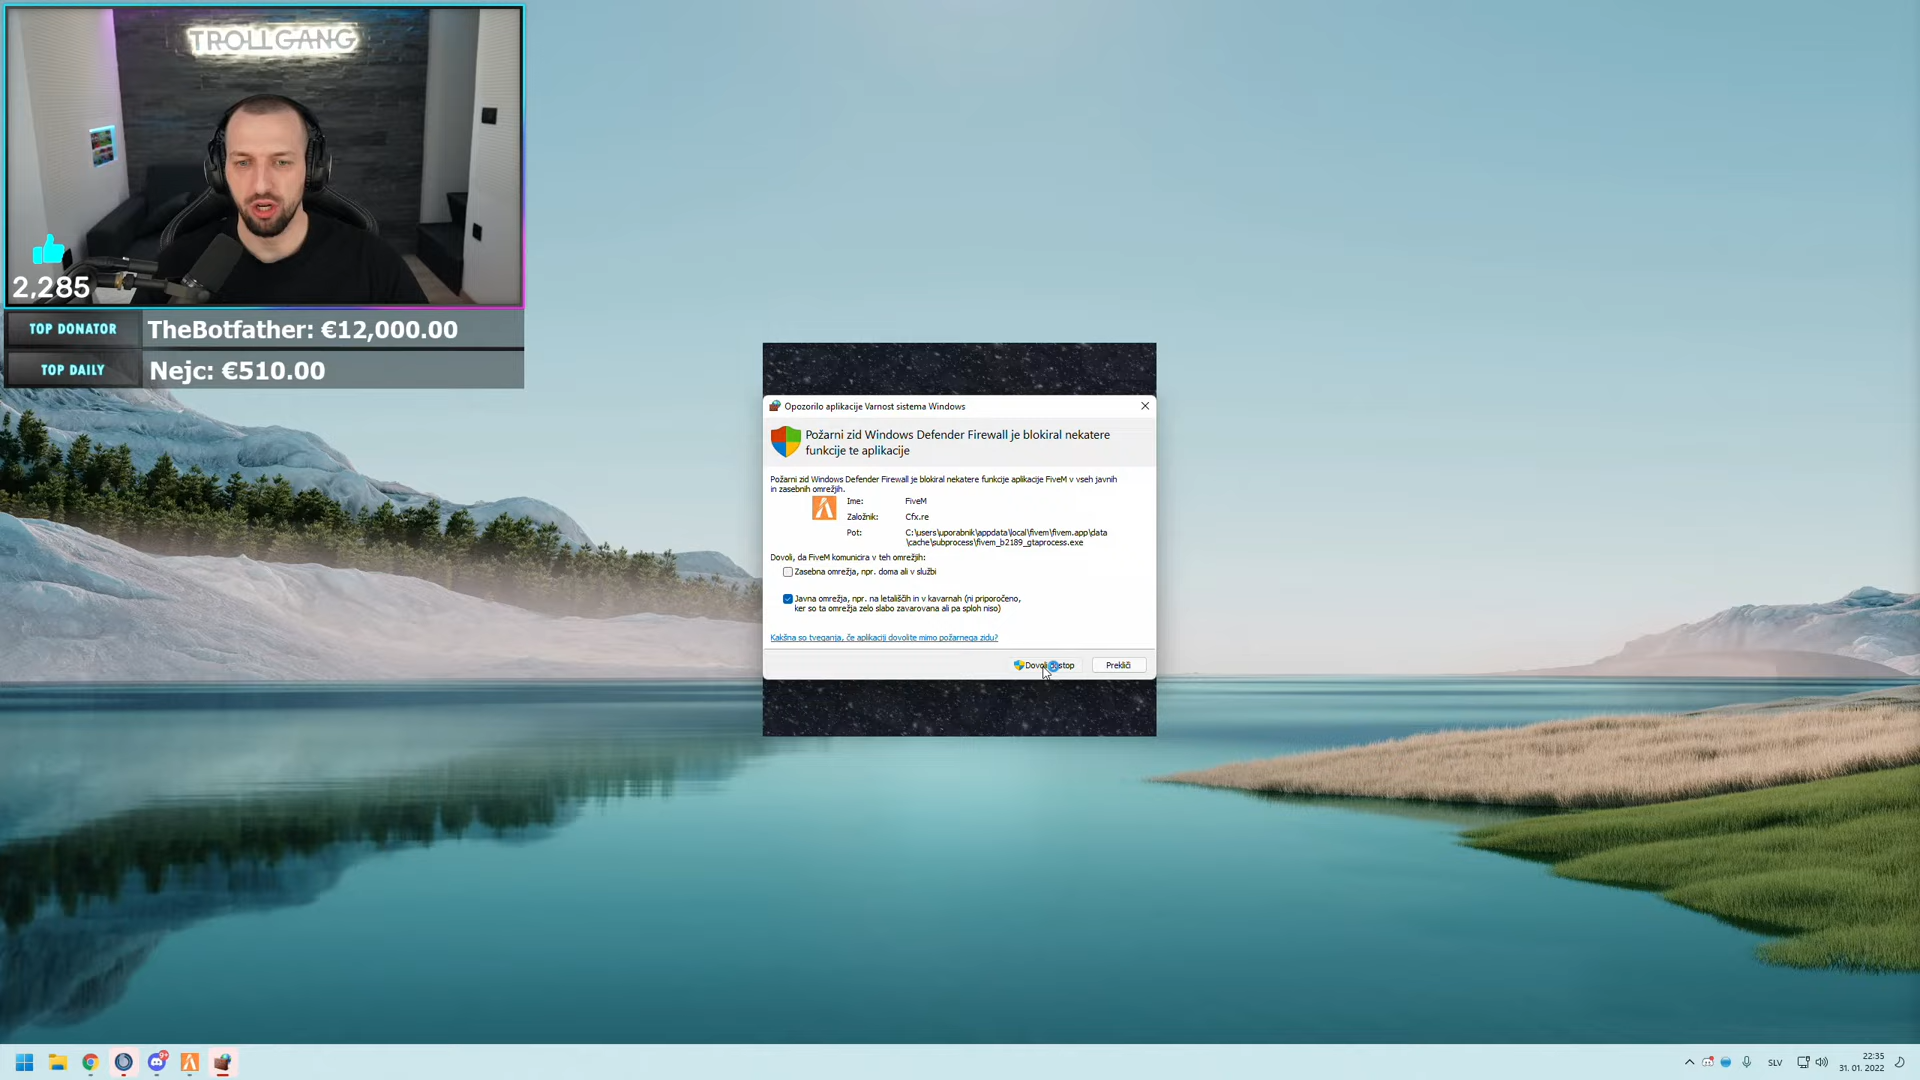 TROLLGANG
2,285
TOP DONATOR
TheBotfather: €12,000.00
TOP DAILY
Nejc: €510.00
Opozorilo aplikacije Varnost sistema Windows
Požarni zid Windows Defender Firewall je blokiral nekatere
funkcije te aplikacije
Požarni zid Windows Defender Firewall je blokiral nekatere funkcije aplikacije FiveM v vseh javnih
in zasebnih omrežjih.
Ime: FiveM
Založnik: Cfx.re
Pot: C:\users\uporabnik\appdata\local\fivem\fivem.app\data
\cache\subprocess\fivem_b2189_gtaprocess.exe
Dovoli, da FiveM komunicira v teh omrežjih:
Zasebna omrežja, npr. doma ali v službi
Javna omrežja, npr. na letališčih in v kavarnah (ni priporočeno,
ker so ta omrežja zelo slabo zavarovana ali pa sploh niso)
Kakšna so tveganja, če aplikaciji dovolite mimo požarnega zidu?
Dovoli dostop Prekliči
9+
SLV
22:35
31. 01. 2022